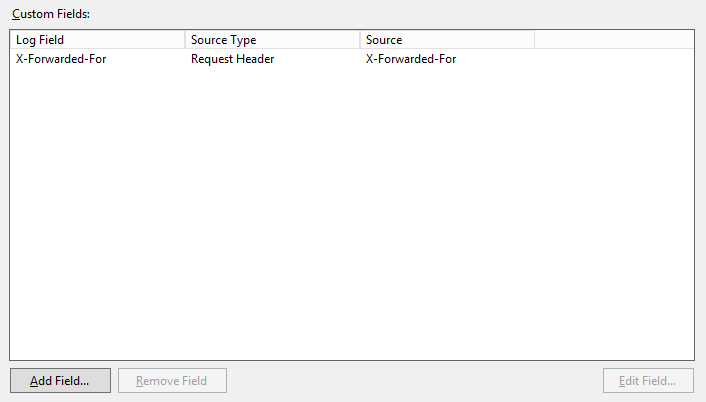 Custom Fields:
Log Field Source Type Source
X-Forwarded-For Request Header X-Forwarded-For
Add Field... Remove Field Edit Field...